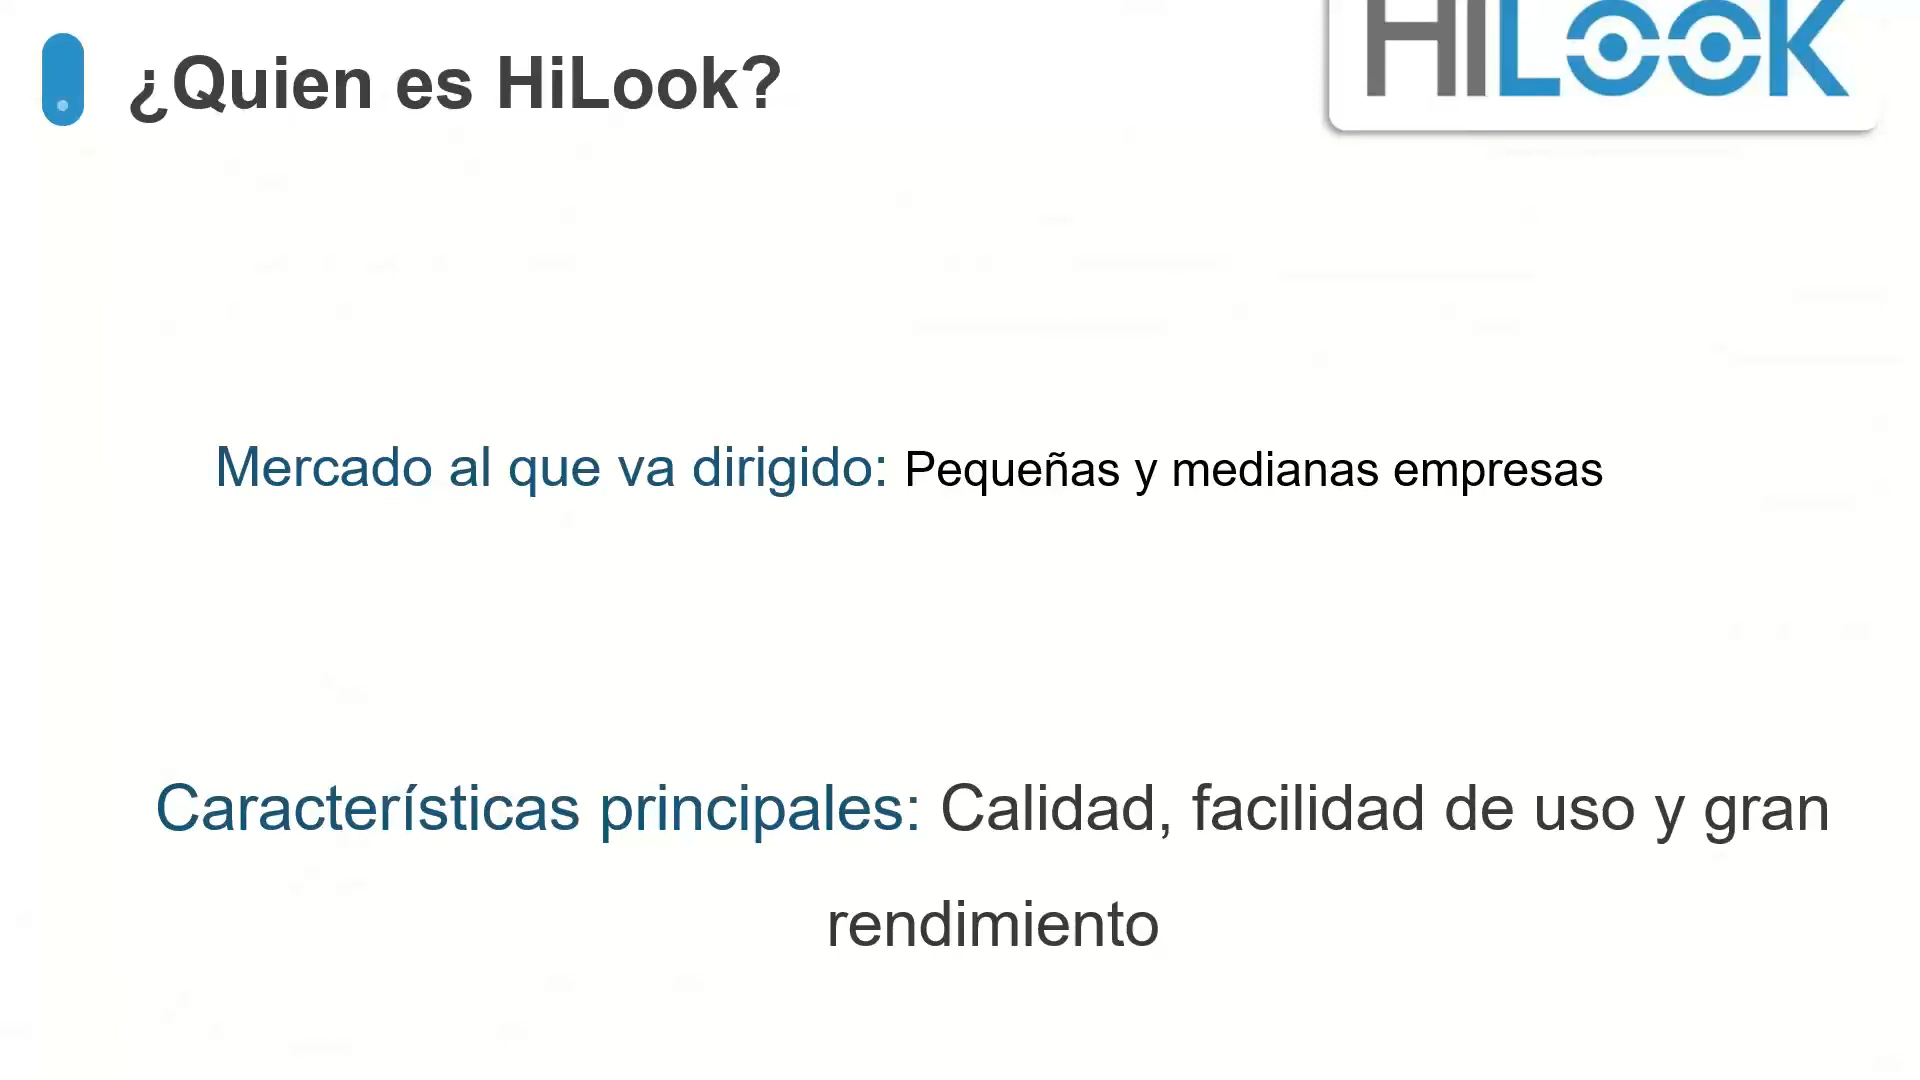 ¿Quien es HiLook?
HiLOOK
Mercado al que va dirigido: Pequeñas y medianas empresas
Características principales: Calidad, facilidad de uso y gran
rendimiento